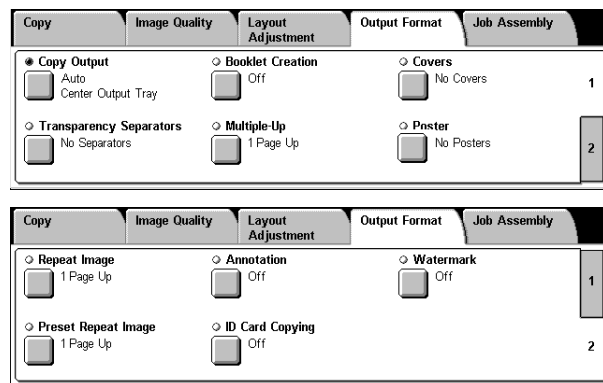 Copy Image Quality Layout Adjustment Output Format Job Assembly
Copy Output Booklet Creation Covers
Auto Off No Covers 1
Center Output Tray
Transparency Separators Multiple-Up Poster
No Separators 1 Page Up No Posters 2
Copy Image Quality Layout Adjustment Output Format Job Assembly
Repeat Image Annotation Watermark
1 Page Up Off Off 1
Preset Repeat Image ID Card Copying
1 Page Up Off 2